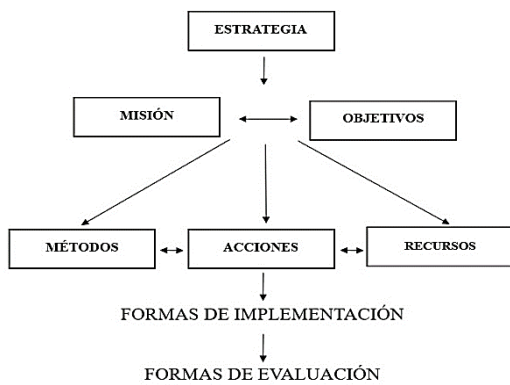 ESTRATEGIA
MISIÓN
OBJETIVOS
MÉTODOS
ACCIONES
RECURSOS
FORMAS DE IMPLEMENTACIÓN
FORMAS DE EVALUACIÓN